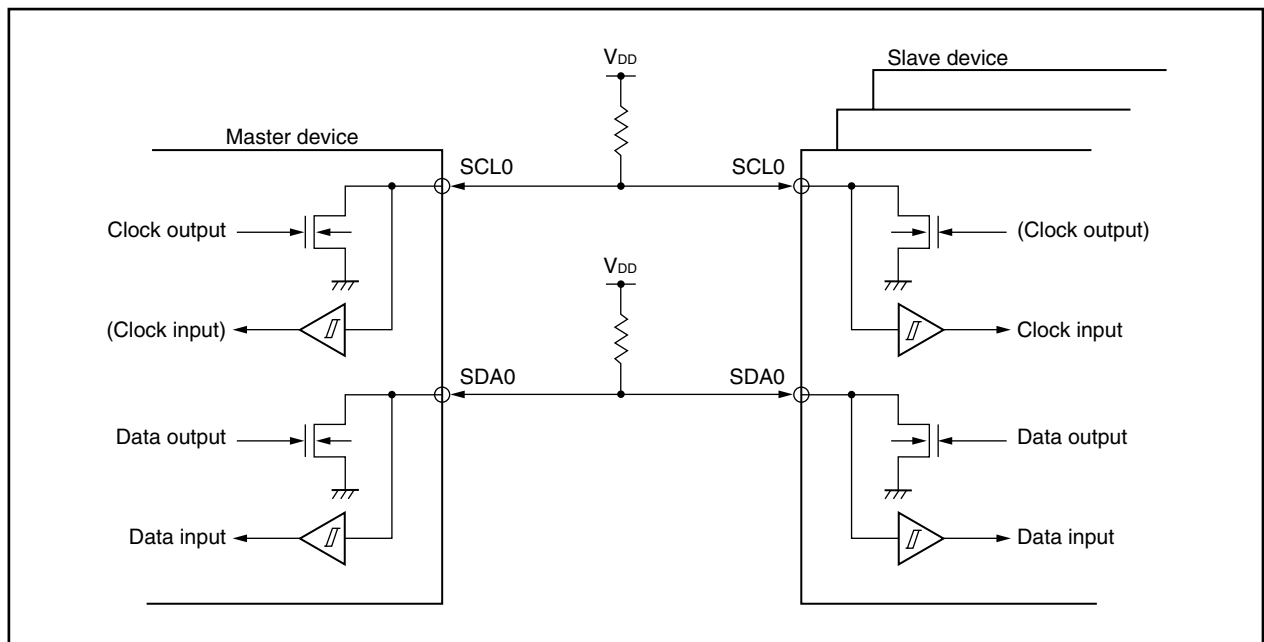 VDD
Slave device
Master device
SCL0
SCL0
Clock output
(Clock output)
VDD
(Clock input)
Clock input
SDA0
SDA0
Data output
Data output
Data input
Data input